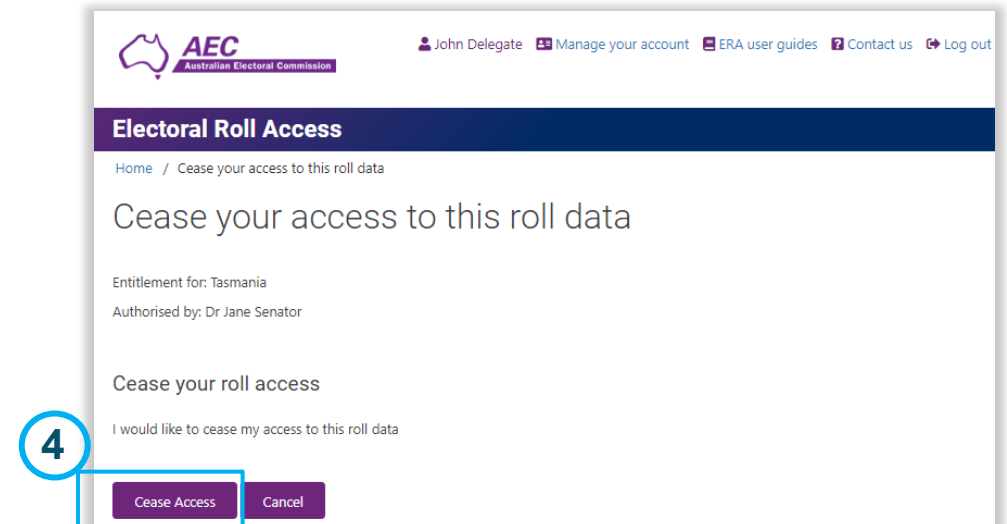 AEC
Australian Electoral Commission
John Delegate Manage your account ERA user guides Contact us Log out
Electoral Roll Access
Home / Cease your access to this roll data
Cease your access to this roll data
Entitlement for: Tasmania
Authorised by: Dr Jane Senator
Cease your roll access
I would like to cease my access to this roll data
4
Cease Access Cancel